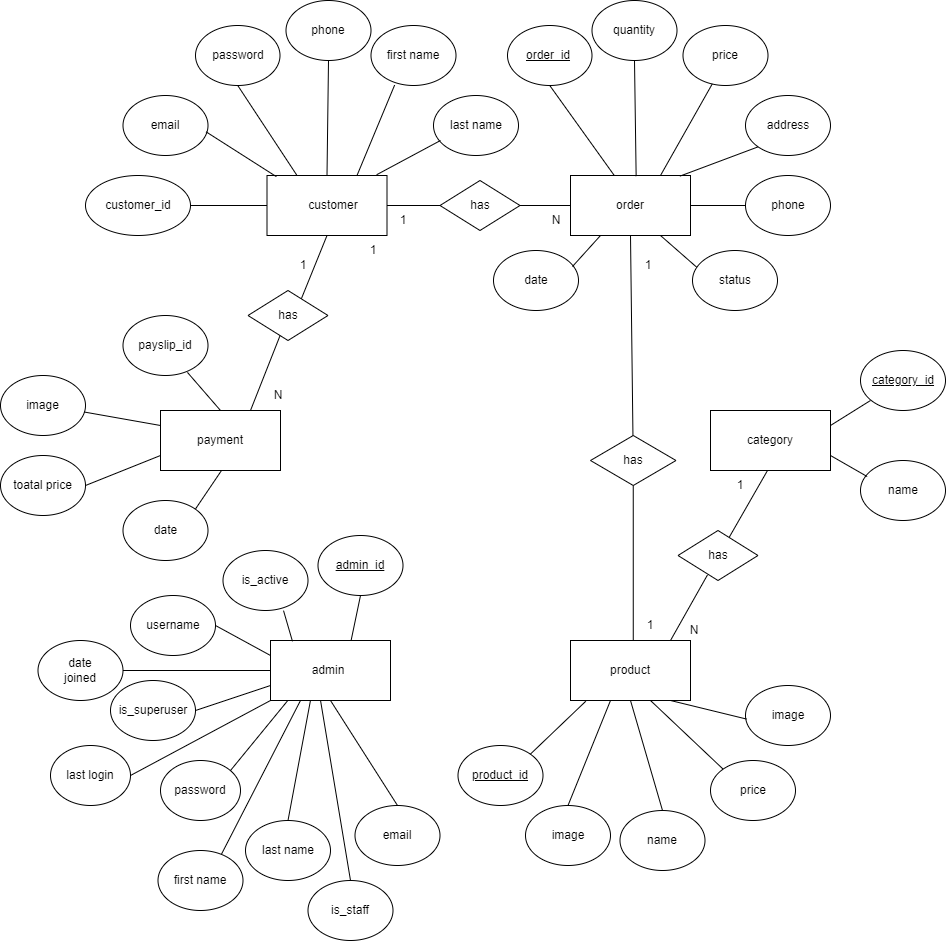 phone
quantity
password
first name
order_id
price
email
last name
address
customer_id
customer
has
order
phone
1
N
1
1
1
date
status
has
payslip_id
category_id
N
image
payment
category
has
toatal price
1
name
date
has
is_active
admin_id
username
1
N
date
joined
admin
product
is_superuser
image
last login
password
product_id
price
email
image
name
last name
first name
is_staff